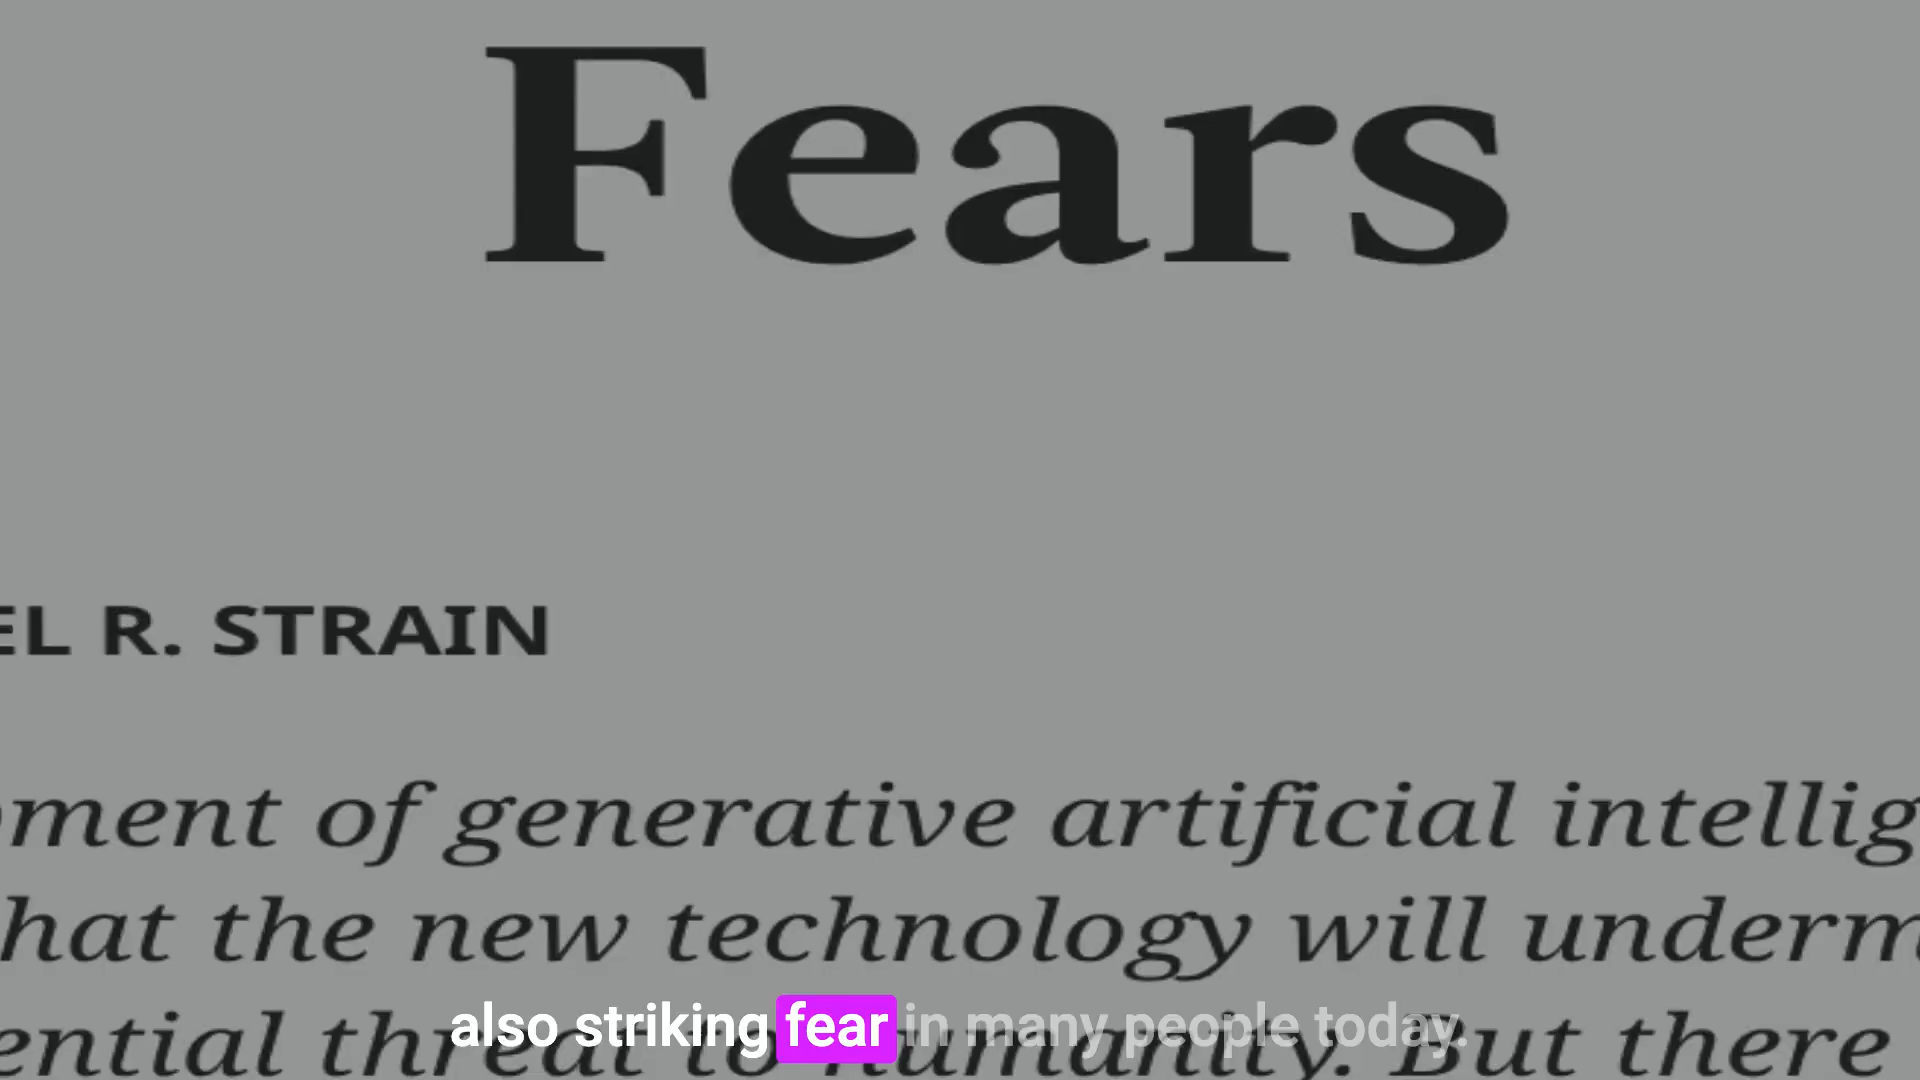 Fears
EL R. STRAIN
ment of generative artificial intellig
hat the new technology will underm
ential threat to humanity. But there
also striking fear in many people today.